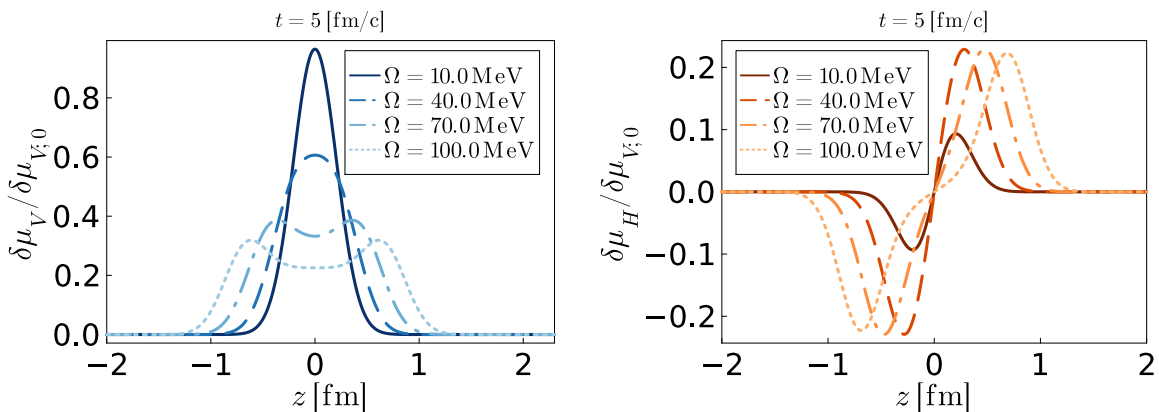 t = 5 [fm/c]
δμ_V/δμ_{V;0}
0.8
0.6
0.4
0.2
0.0
Ω = 10.0 MeV
Ω = 40.0 MeV
Ω = 70.0 MeV
Ω = 100.0 MeV
−2 −1 0 1 2
z [fm]
t = 5 [fm/c]
δμ_H/δμ_{V;0}
0.2
0.1
0.0
−0.1
−0.2
Ω = 10.0 MeV
Ω = 40.0 MeV
Ω = 70.0 MeV
Ω = 100.0 MeV
−2 −1 0 1 2
z [fm]